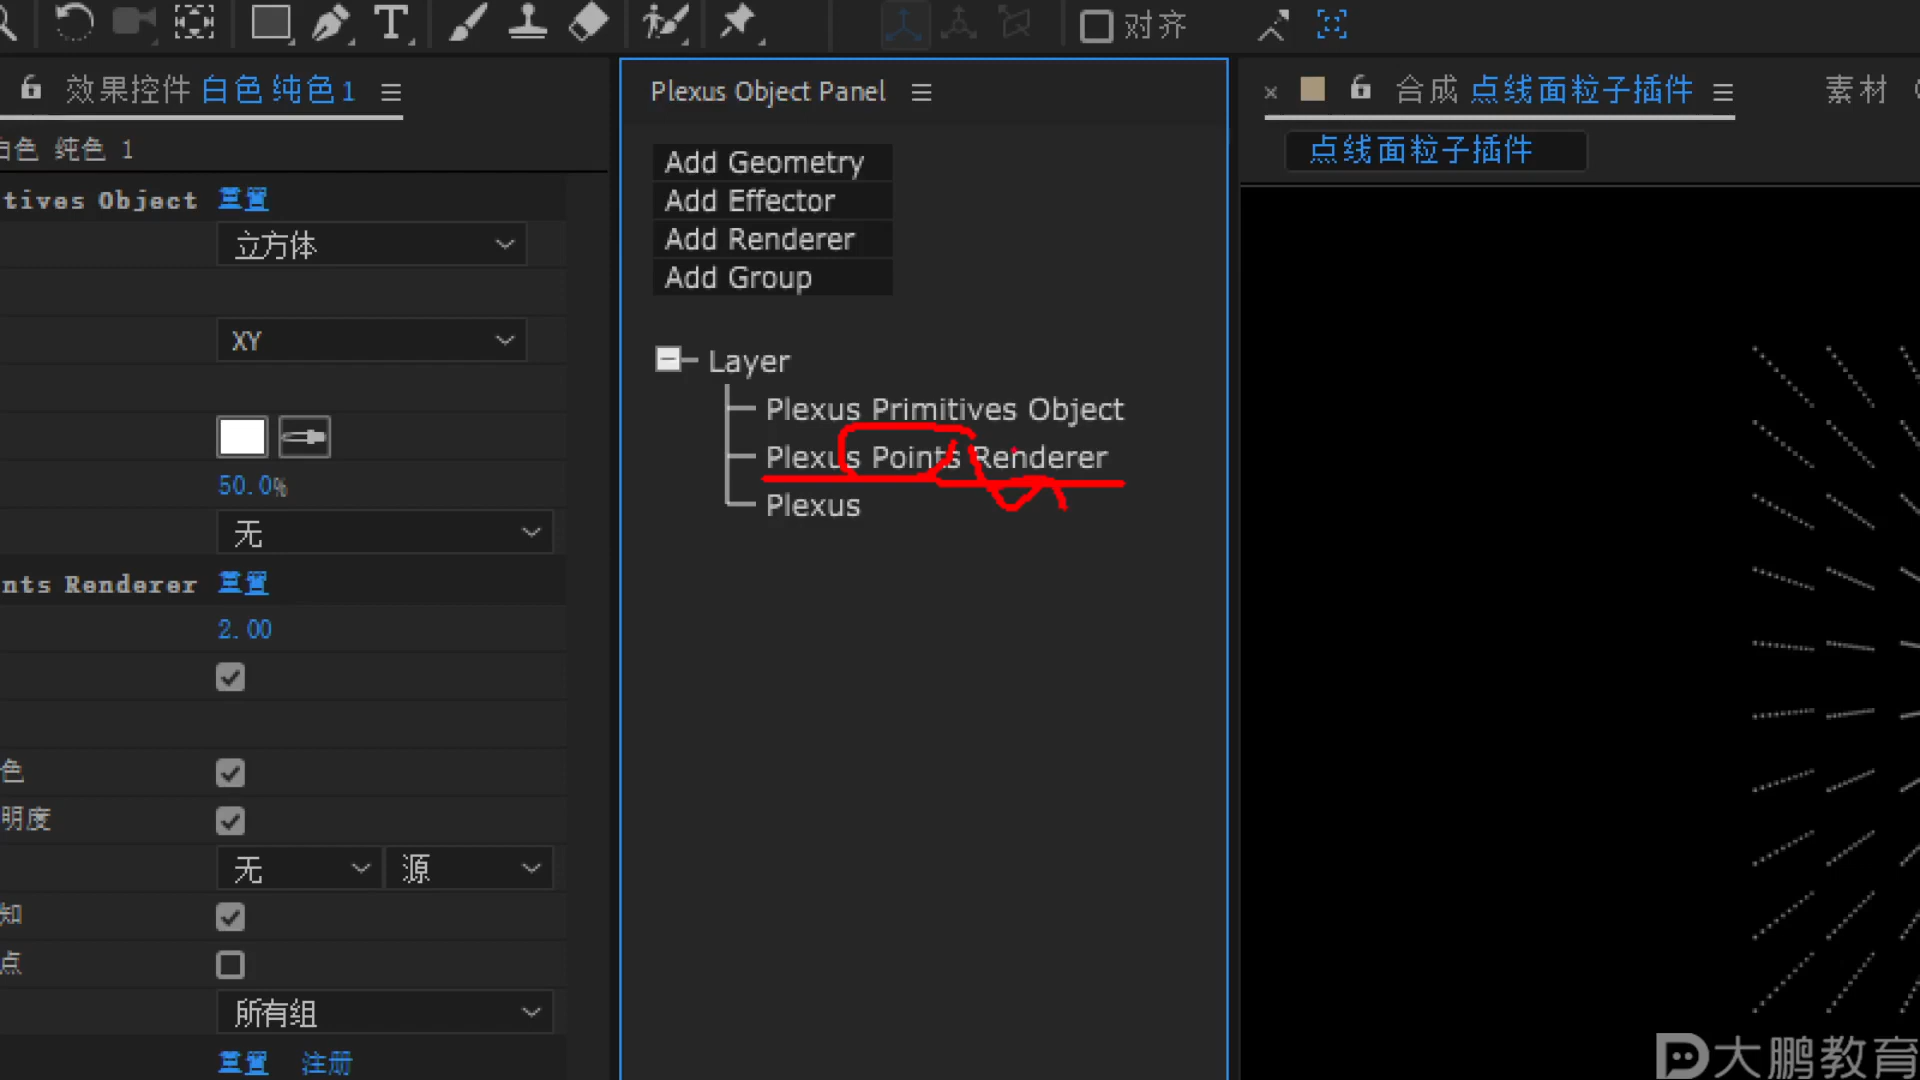 对齐
效果控件 白色 纯色 1
Plexus Object Panel
合成 点线面粒子插件
素材
白色 纯色 1
点线面粒子插件
Add Geometry
Add Effector
Add Renderer
Add Group
tives Object 重置
立方体
XY
Layer
Plexus Primitives Object
Plexus Points Renderer
Plexus
50.0%
无
nts Renderer 重置
2.00
色
明度
无 源
知
点
所有组
重置 注册
大鹏教育